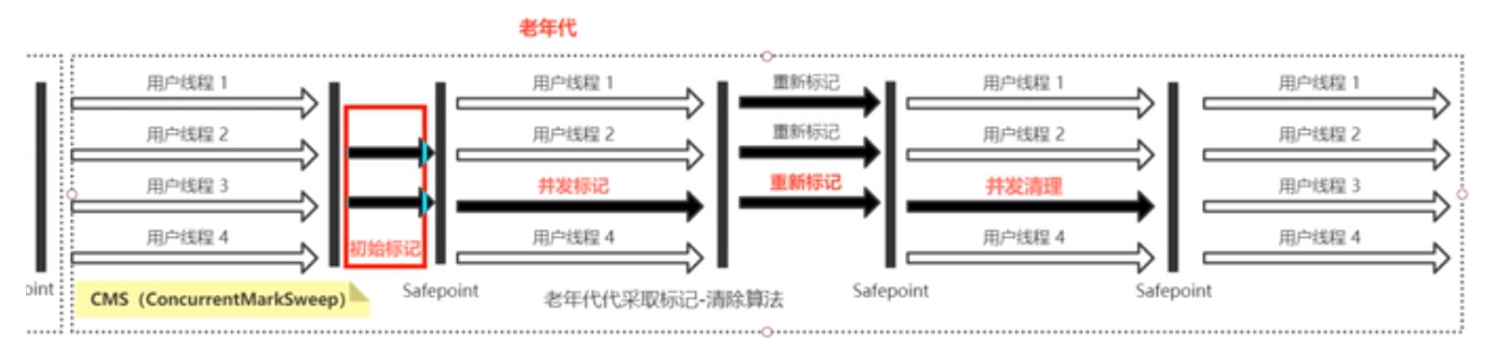 老年代
用户线程 1 用户线程 1 重新标记 用户线程 1 用户线程 1
用户线程 2 用户线程 2 重新标记 用户线程 2 用户线程 2
用户线程 3 并发标记 重新标记 并发清理 用户线程 3
用户线程 4 初始标记 用户线程 4 用户线程 4 用户线程 4
oint CMS（ConcurrentMarkSweep） Safepoint 老年代代采取标记-清除算法 Safepoint Safepoint